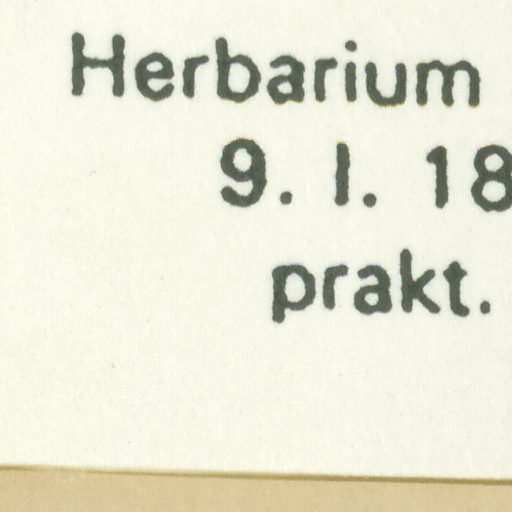 Herbarium
9. I. 18
prakt.